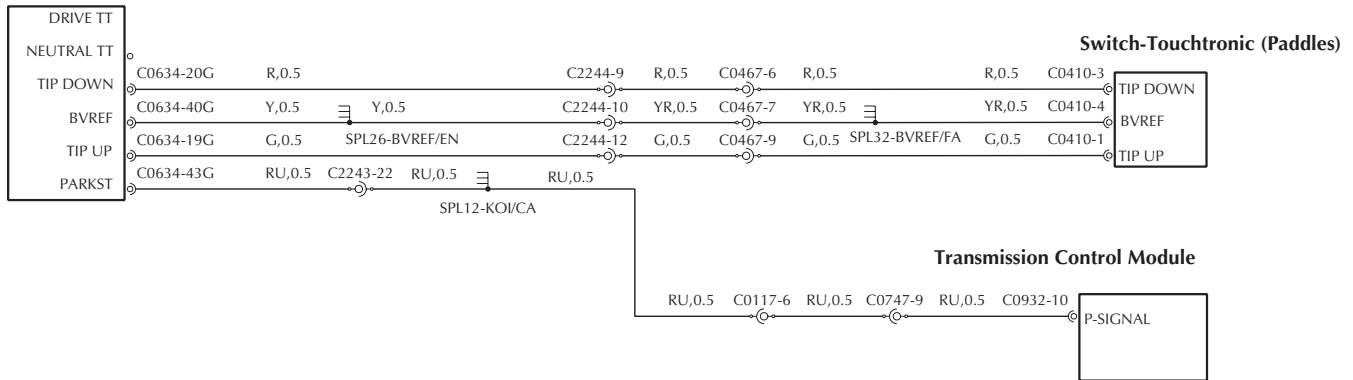 DRIVE TT
NEUTRAL TT
Switch-Touchtronic (Paddles)
TIP DOWN C0634-20G R,0.5 C2244-9 R,0.5 C0467-6 R,0.5 R,0.5 C0410-3 TIP DOWN
BVREF C0634-40G Y,0.5 Y,0.5 C2244-10 YR,0.5 C0467-7 YR,0.5 YR,0.5 C0410-4 BVREF
SPL26-BVREF/EN SPL32-BVREF/FA
TIP UP C0634-19G G,0.5 C2244-12 G,0.5 C0467-9 G,0.5 G,0.5 C0410-1 TIP UP
PARKST C0634-43G RU,0.5 C2243-22 RU,0.5 RU,0.5
SPL12-KOI/CA
Transmission Control Module
RU,0.5 C0117-6 RU,0.5 C0747-9 RU,0.5 C0932-10
P-SIGNAL